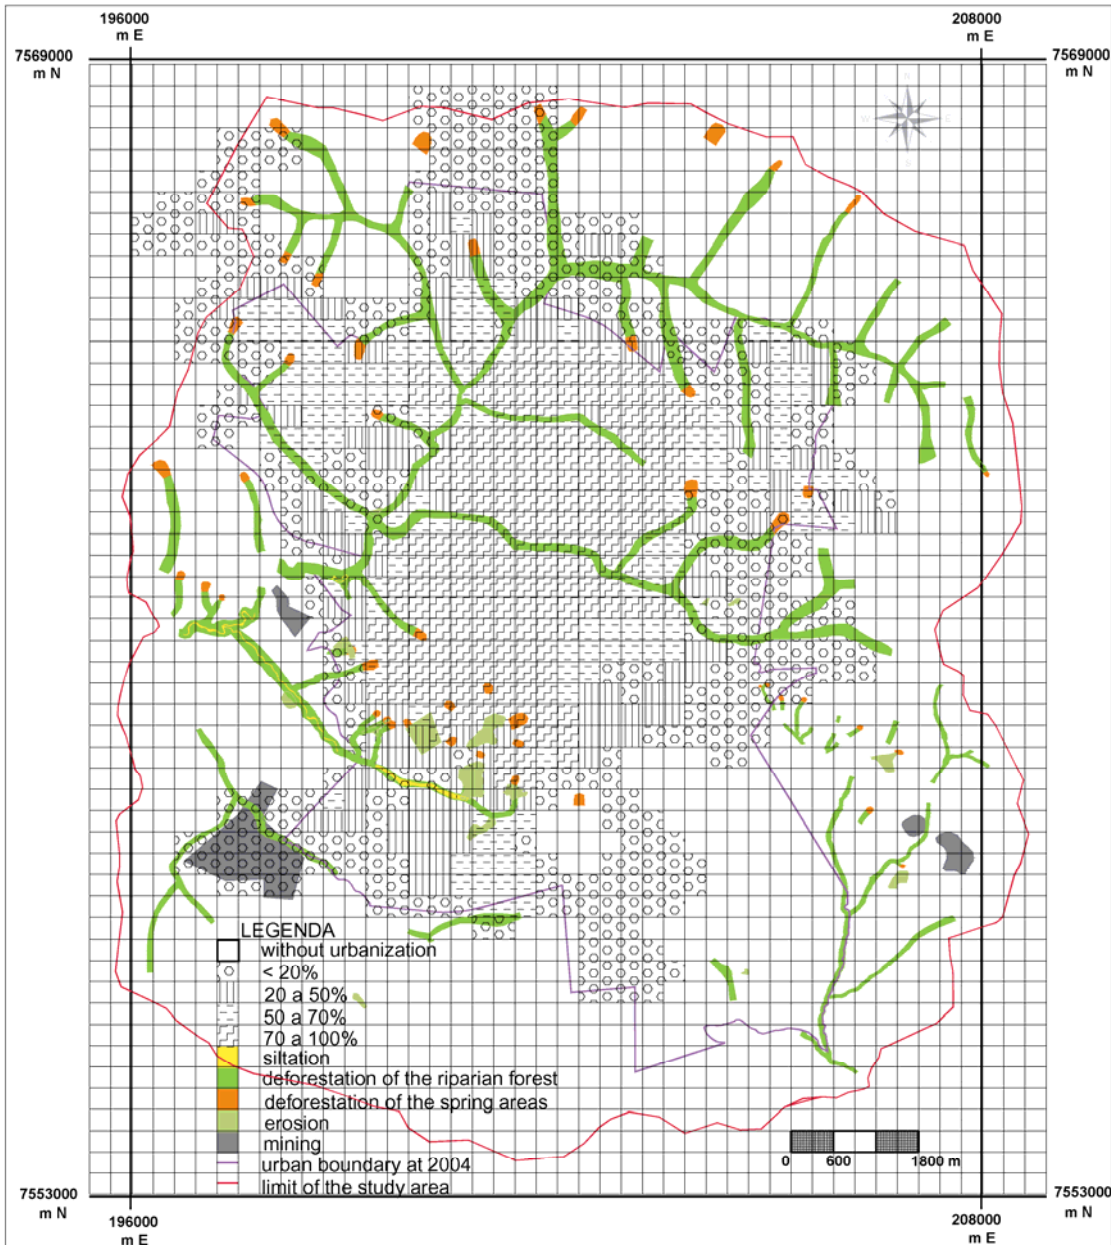 196000
m E
208000
m E
7569000
m N
7569000
m N
N
W
E
S
LEGENDA
without urbanization
< 20%
20 a 50%
50 a 70%
70 a 100%
siltation
deforestation of the riparian forest
deforestation of the spring areas
erosion
mining
urban boundary at 2004
limit of the study area
0 600 1800 m
7553000
m N
7553000
m N
196000
m E
208000
m E